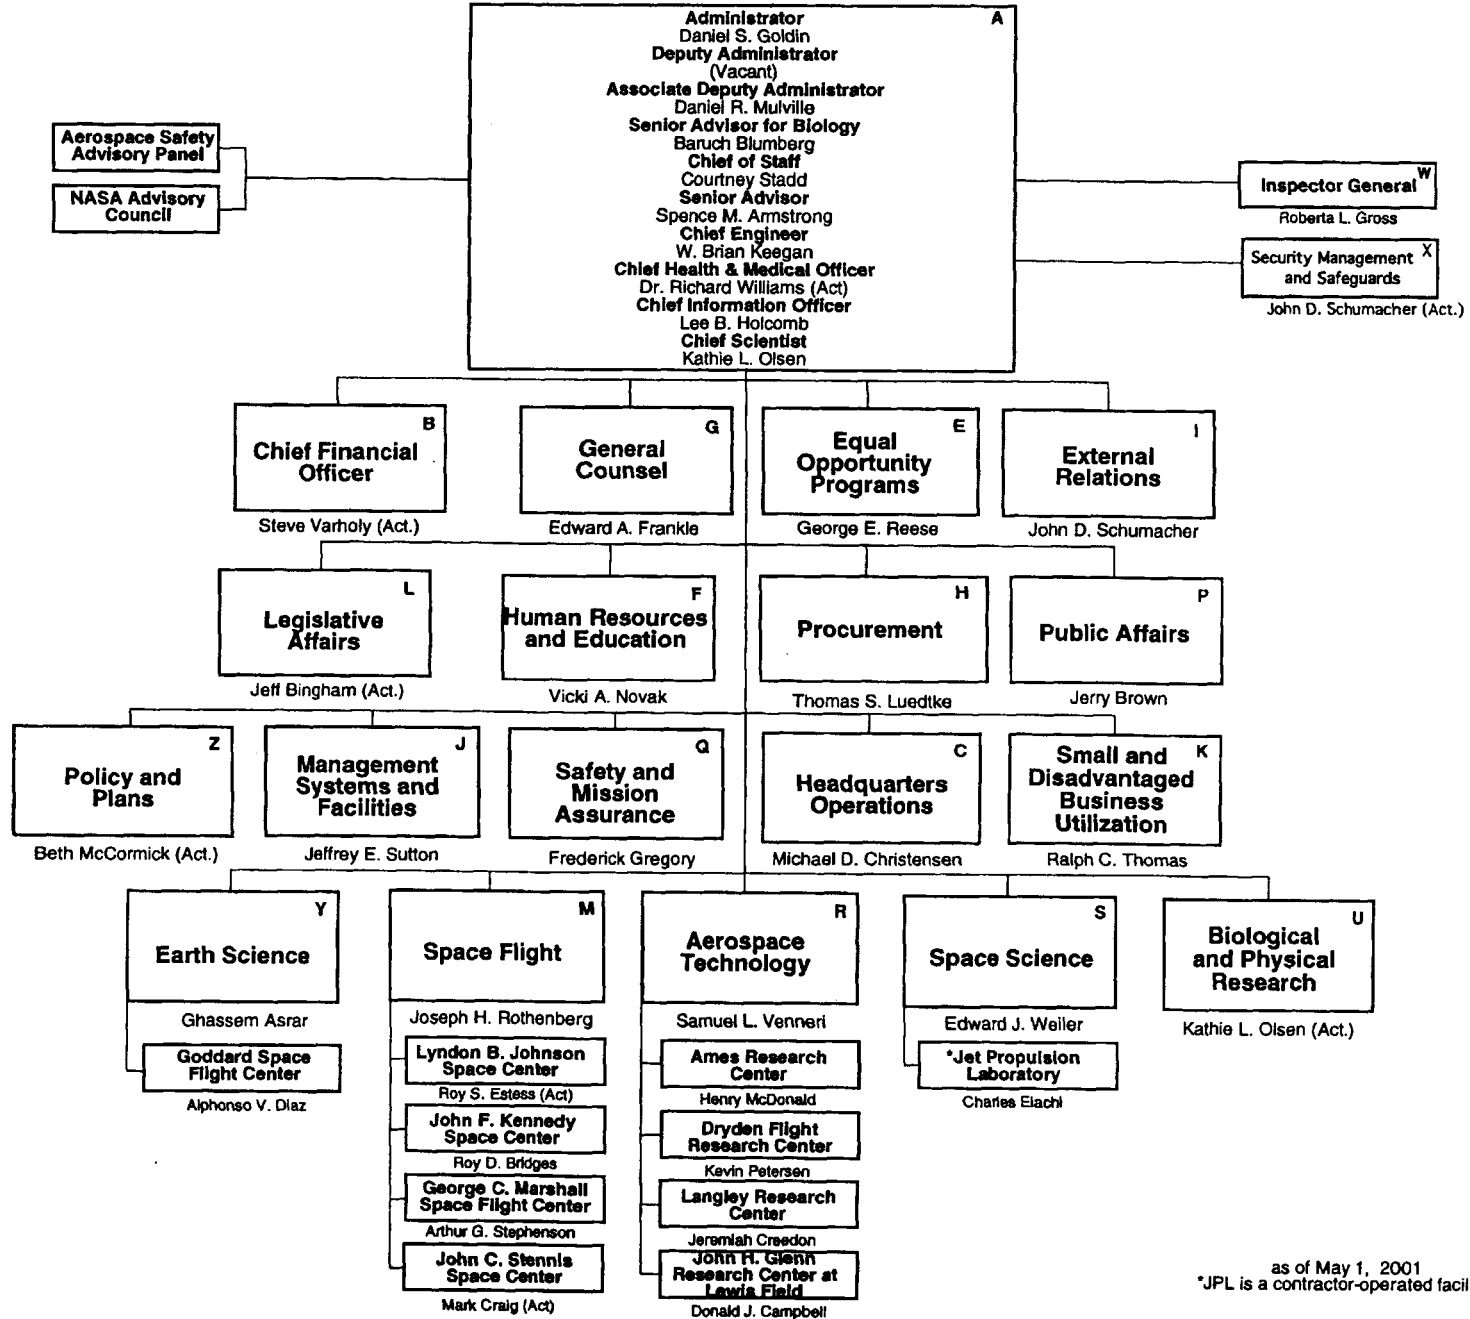 A
Administrator
Daniel S. Goldin
Deputy Administrator
(Vacant)
Associate Deputy Administrator
Daniel R. Mulville
Senior Advisor for Biology
Baruch Blumberg
Chief of Staff
Courtney Stadd
Senior Advisor
Spence M. Armstrong
Chief Engineer
W. Brian Keegan
Chief Health & Medical Officer
Dr. Richard Williams (Act)
Chief Information Officer
Lee B. Holcomb
Chief Scientist
Kathie L. Olsen
Aerospace Safety
Advisory Panel
NASA Advisory
Council
Inspector General W
Roberta L. Gross
Security Management X
and Safeguards
John D. Schumacher (Act.)
B
Chief Financial
Officer
Steve Varholy (Act.)
G
General
Counsel
Edward A. Frankle
E
Equal
Opportunity
Programs
George E. Reese
I
External
Relations
John D. Schumacher
L
Legislative
Affairs
Jeff Bingham (Act.)
F
Human Resources
and Education
Vicki A. Novak
H
Procurement
Thomas S. Luedtke
P
Public Affairs
Jerry Brown
Z
Policy and
Plans
Beth McCormick (Act.)
J
Management
Systems and
Facilities
Jeffrey E. Sutton
Q
Safety and
Mission
Assurance
Frederick Gregory
C
Headquarters
Operations
Michael D. Christensen
K
Small and
Disadvantaged
Business
Utilization
Ralph C. Thomas
Y
Earth Science
Ghassem Asrar
Goddard Space
Flight Center
Alphonso V. Diaz
M
Space Flight
Joseph H. Rothenberg
Lyndon B. Johnson
Space Center
Roy S. Estess (Act)
John F. Kennedy
Space Center
Roy D. Bridges
George C. Marshall
Space Flight Center
Arthur G. Stephenson
John C. Stennis
Space Center
Mark Craig (Act)
R
Aerospace
Technology
Samuel L. Venneri
Ames Research
Center
Henry McDonald
Dryden Flight
Research Center
Kevin Petersen
Langley Research
Center
Jeremiah Creedon
John H. Glenn
Research Center at
Lewis Field
Donald J. Campbell
S
Space Science
Edward J. Weiler
*Jet Propulsion
Laboratory
Charles Elachi
U
Biological
and Physical
Research
Kathie L. Olsen (Act.)
as of May 1, 2001
*JPL is a contractor-operated facil